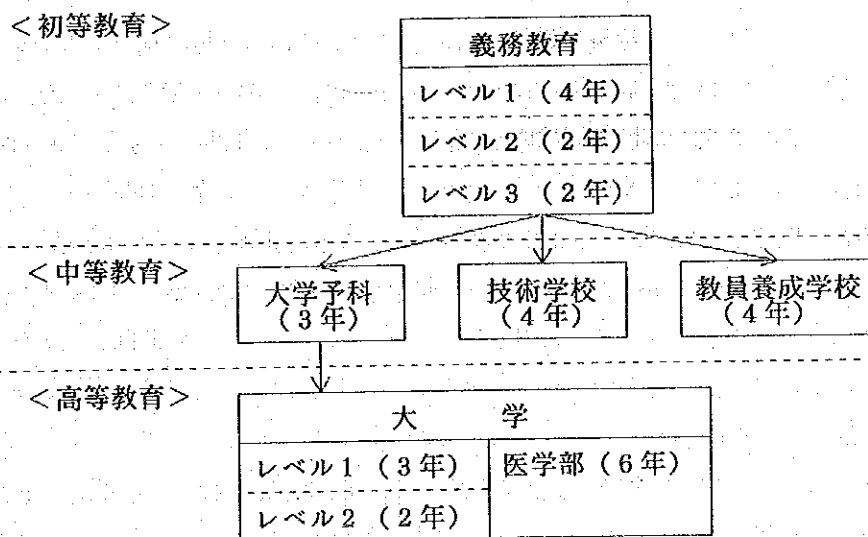 <初等教育>
義務教育
レベル1 (4年)
レベル2 (2年)
レベル3 (2年)
<中等教育>
大学予科
(3年)
技術学校
(4年)
教員養成学校
(4年)
<高等教育>
大 学
レベル1 (3年)
医学部 (6年)
レベル2 (2年)